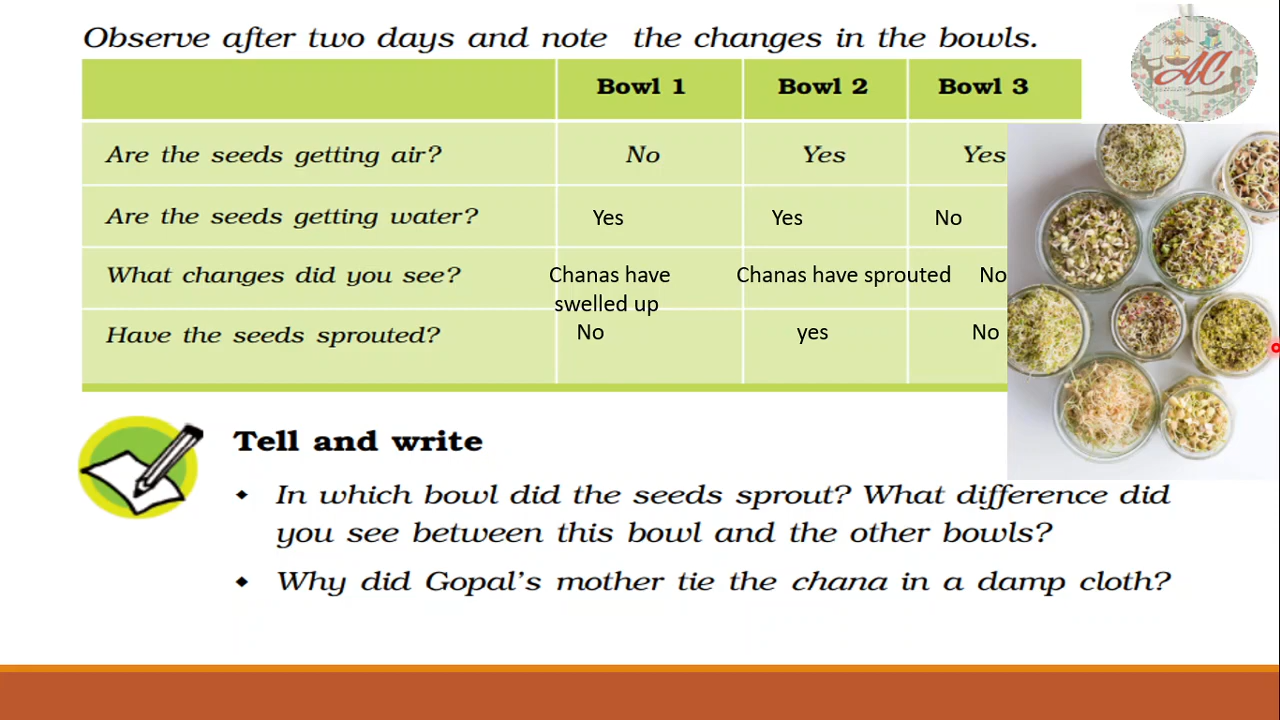 Observe after two days and note the changes in the bowls.
Bowl 1 Bowl 2 Bowl 3
Are the seeds getting air? No Yes Yes
Are the seeds getting water? Yes Yes No
What changes did you see? Chanas have Chanas have sprouted No
swelled up
Have the seeds sprouted? No yes No
Tell and write
In which bowl did the seeds sprout? What difference did
you see between this bowl and the other bowls?
Why did Gopal's mother tie the chana in a damp cloth?
AC